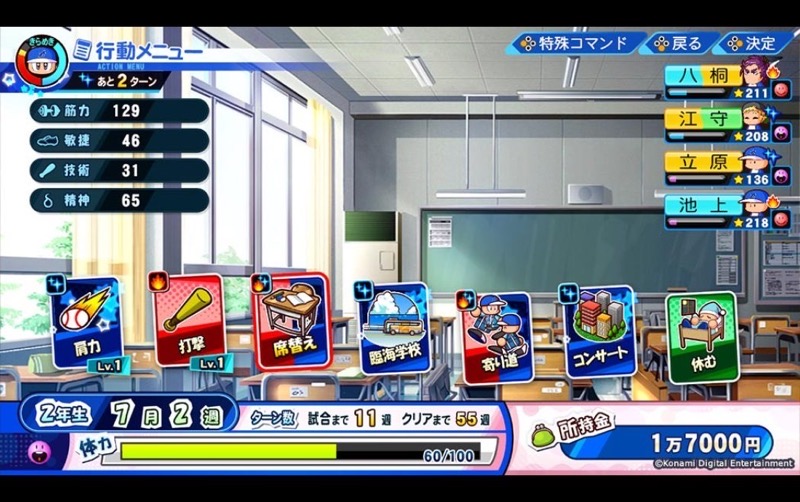 きらめき
行動メニュー
ACTION MENU
あと2ターン
特殊コマンド
戻る
決定
筋力 129
敏捷 46
技術 31
精神 65
八桐
★211
江守
★208
立原
★136
池上
★218
肩力
Lv.1
打撃
Lv.1
席替え
臨海学校
寄り道
コンサート
休む
2年生 7月2週
ターン数 試合まで 11週 クリアまで 55週
体力
60/100
所持金
1万7000円
©Konami Digital Entertainment